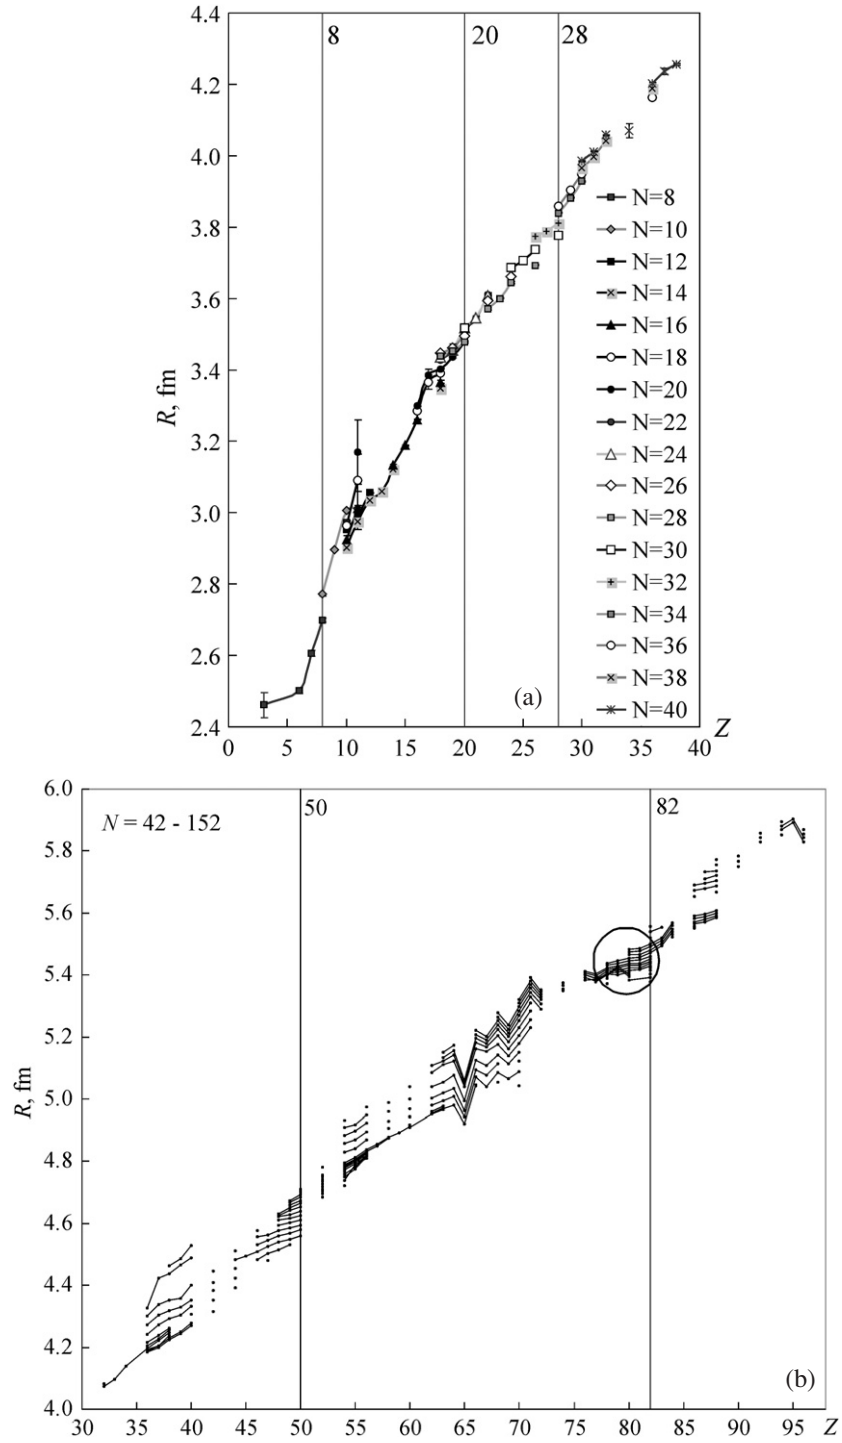 4.4
8
20
28
4.2
4.0
3.8
3.6
3.4
3.2
3.0
2.8
2.6
2.4
R, fm
N=8
N=10
N=12
N=14
N=16
N=18
N=20
N=22
N=24
N=26
N=28
N=30
N=32
N=34
N=36
N=38
N=40
(a)
0 5 10 15 20 25 30 35 40 Z
6.0
N = 42 - 152
50
82
5.8
5.6
5.4
5.2
5.0
4.8
4.6
4.4
4.2
4.0
R, fm
(b)
30 35 40 45 50 55 60 65 70 75 80 85 90 95 Z